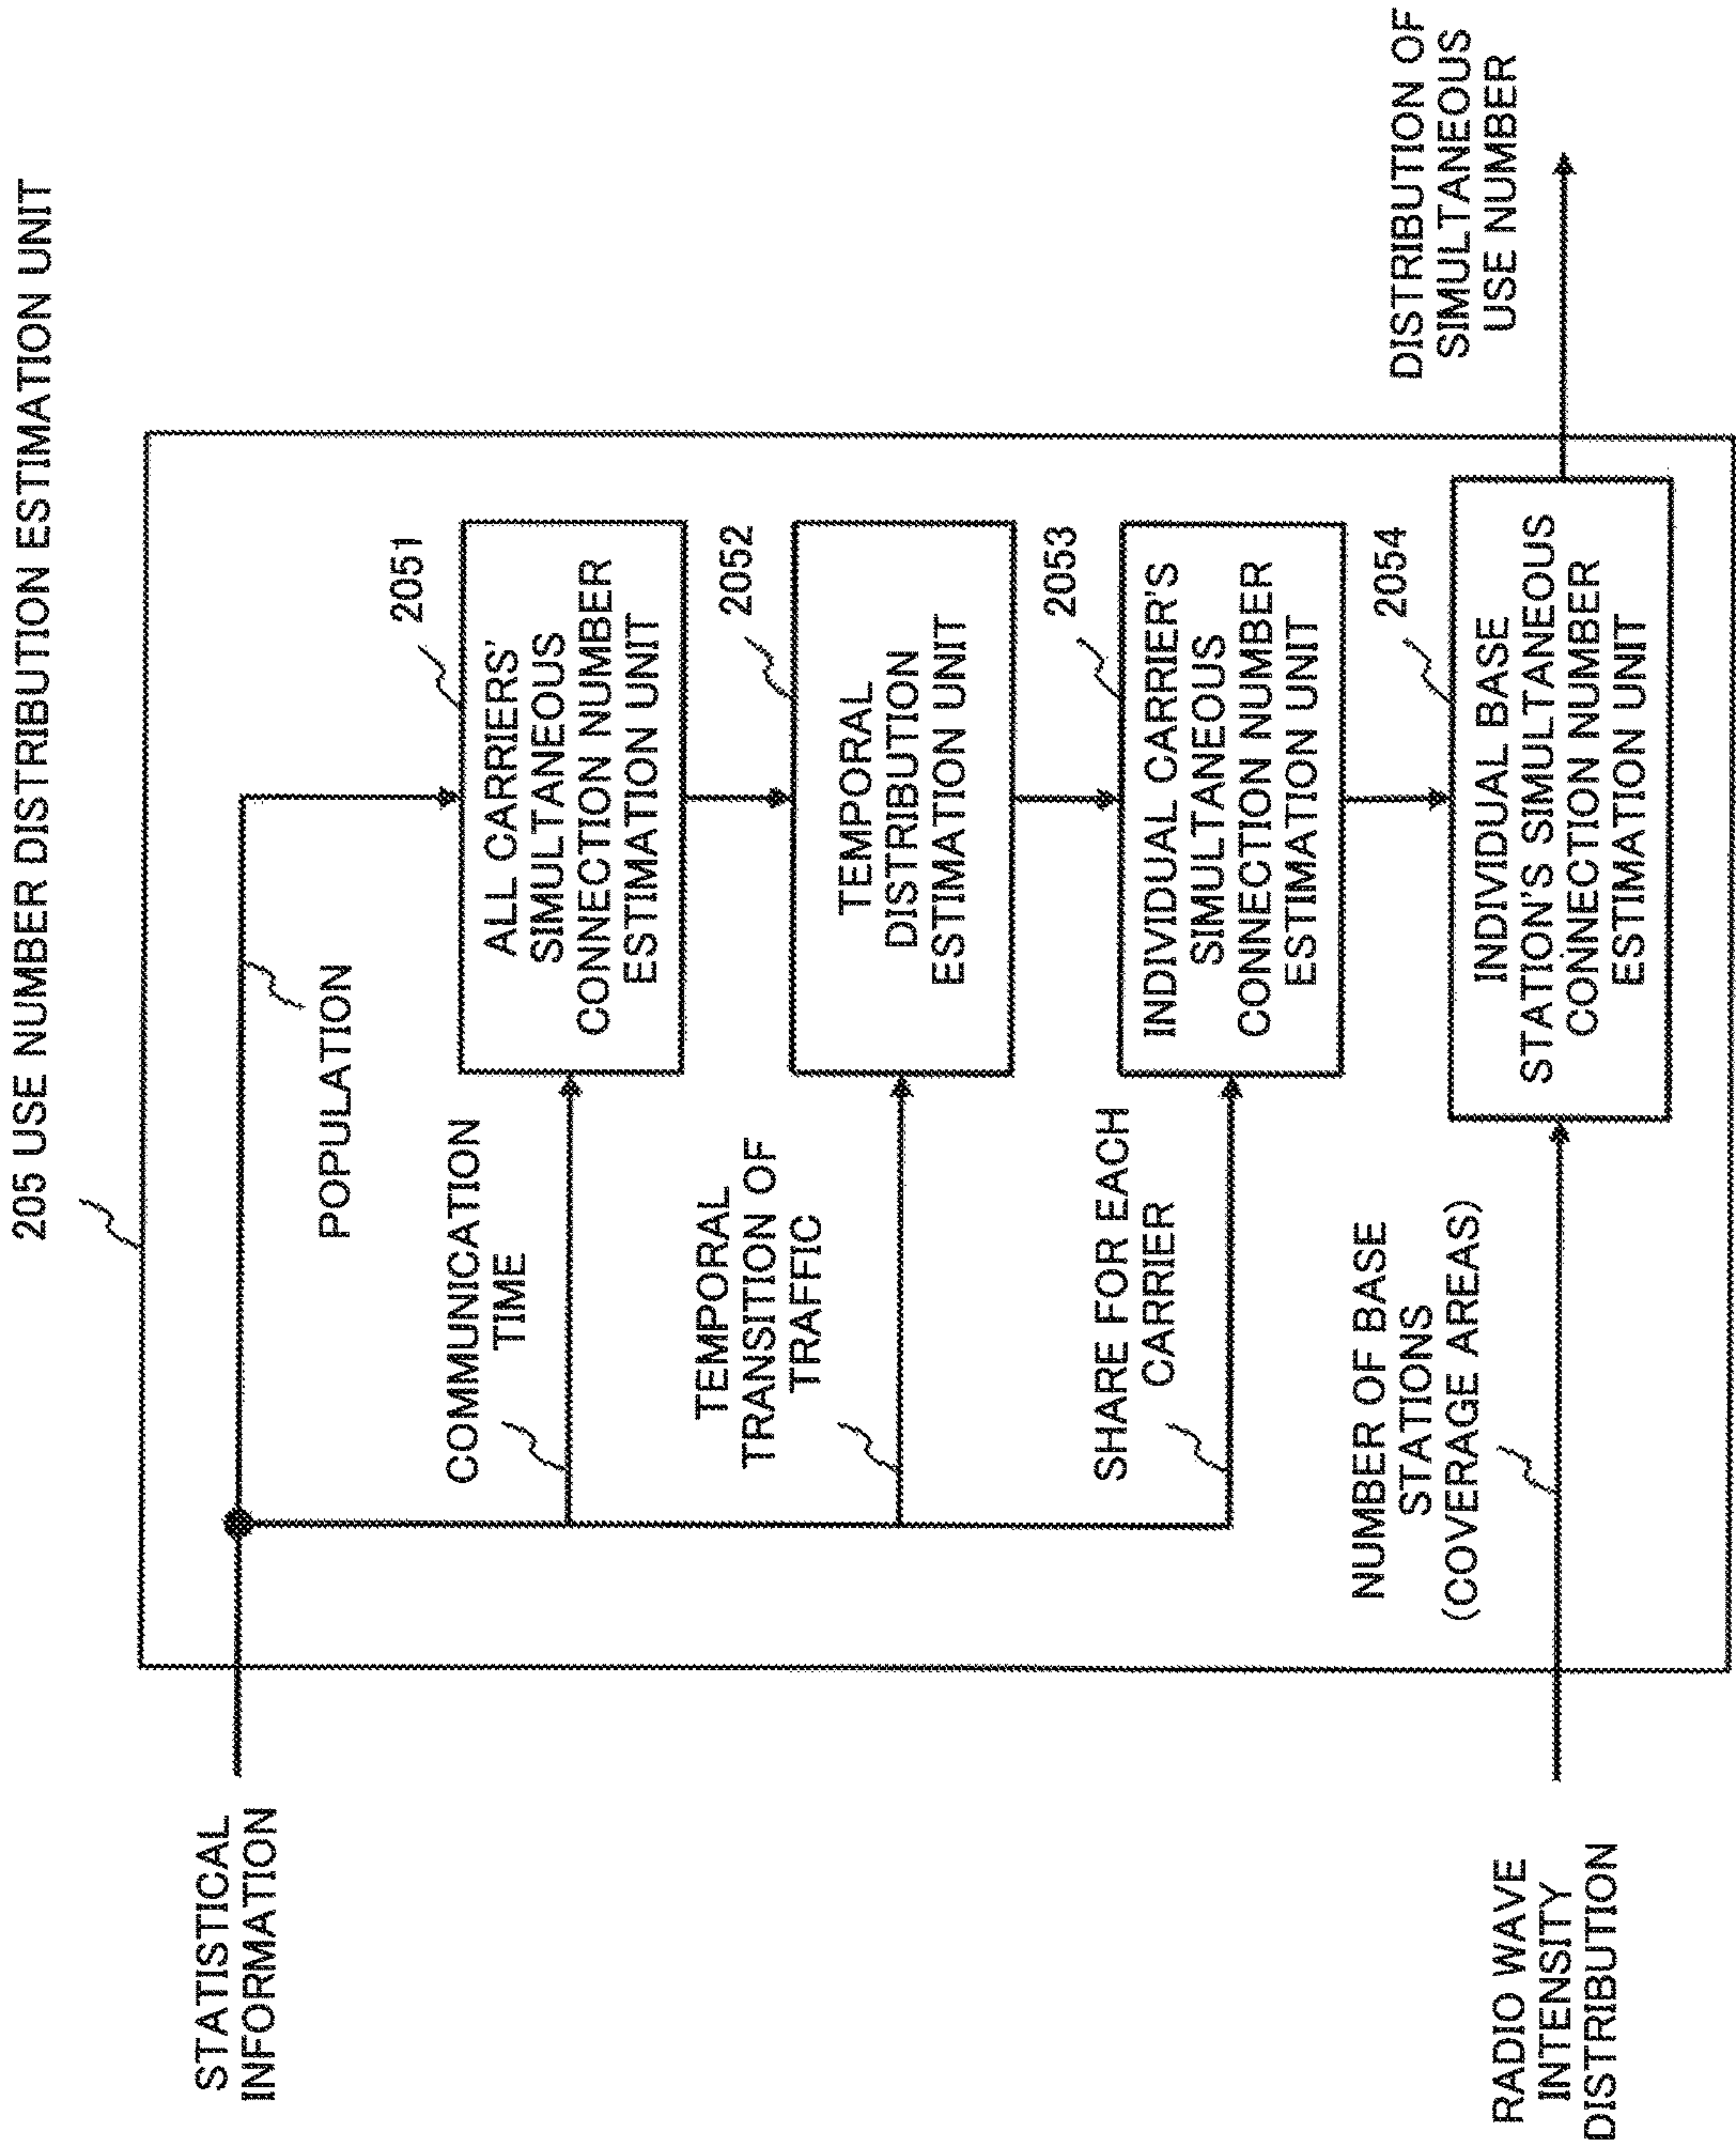 205 USE NUMBER DISTRIBUTION ESTIMATION UNIT
STATISTICAL
INFORMATION
POPULATION
COMMUNICATION
TIME
2051
ALL CARRIERS'
SIMULTANEOUS
CONNECTION NUMBER
ESTIMATION UNIT
TEMPORAL
TRANSITION OF
TRAFFIC
2052
TEMPORAL
DISTRIBUTION
ESTIMATION UNIT
SHARE FOR EACH
CARRIER
2053
INDIVIDUAL CARRIER'S
SIMULTANEOUS
CONNECTION NUMBER
ESTIMATION UNIT
NUMBER OF BASE
STATIONS
(COVERAGE AREAS)
2054
INDIVIDUAL BASE
STATION'S SIMULTANEOUS
CONNECTION NUMBER
ESTIMATION UNIT
RADIO WAVE
INTENSITY
DISTRIBUTION
DISTRIBUTION OF
SIMULTANEOUS
USE NUMBER